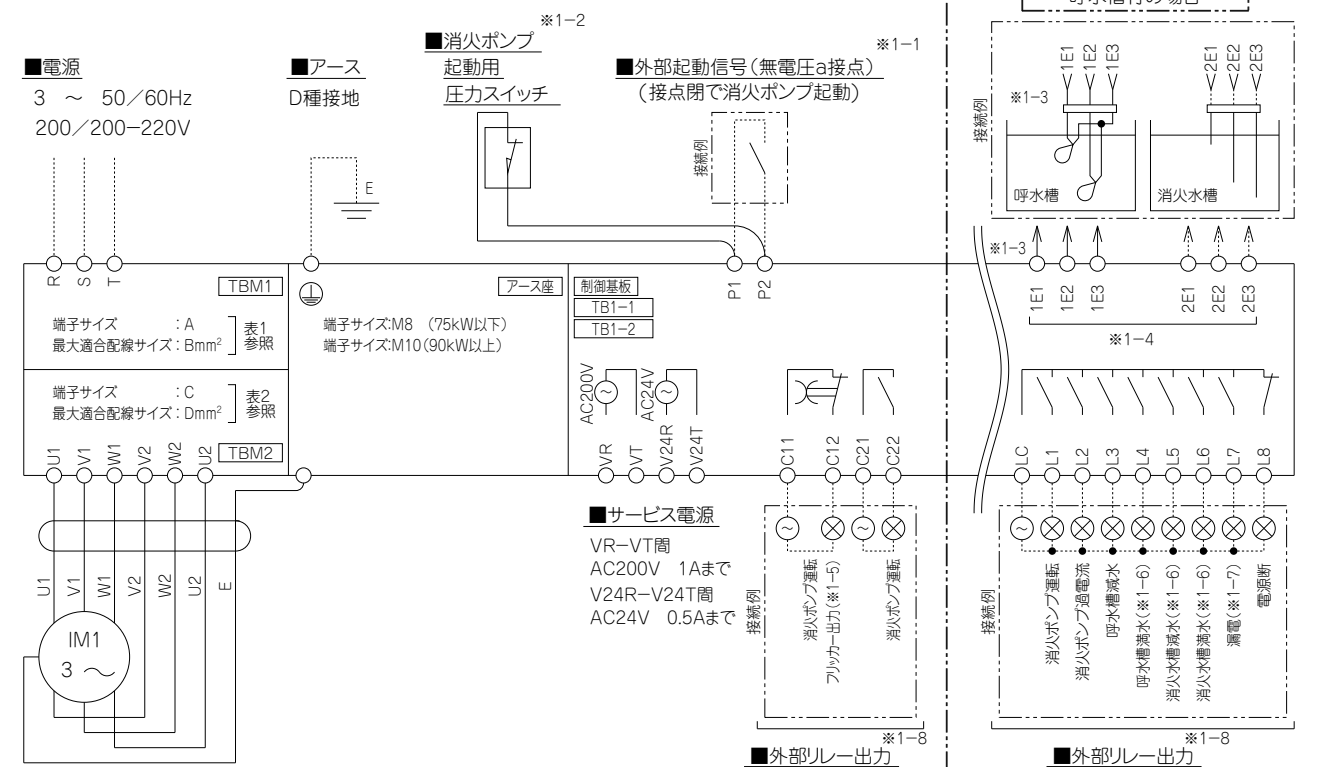 呼水槽付の場合
※1-2
■消火ポンプ
起動用
圧力スイッチ
※1-1
■電源
3 ～ 50／60Hz
200／200-220V
■アース
D種接地
E
■外部起動信号（無電圧a接点）
（接点閉で消火ポンプ起動）
接続例
接続例
※1-3
1E1
1E2
1E3
2E1
2E2
2E3
呼水槽
消火水槽
※1-3
R
S
T
TBM1
端子サイズ ：A
最大適合配線サイズ：Bmm²
表1
参照
端子サイズ ：C
最大適合配線サイズ：Dmm²
表2
参照
U1
V1
W1
V2
W2
U2
TBM2
アース座
端子サイズ:M8 （75kW以下）
端子サイズ:M10（90kW以上）
制御基板
TB1-1
TB1-2
P1
P2
1E1
1E2
1E3
2E1
2E2
2E3
※1-4
AC200V
AC24V
VR
VT
V24R
V24T
C11
C12
C21
C22
LC
L1
L2
L3
L4
L5
L6
L7
L8
U1
V1
W1
V2
W2
U2
E
IM1
3 ～
■サービス電源
VR-VT間
AC200V 1Aまで
V24R-V24T間
AC24V 0.5Aまで
接続例
消火ポンプ運転
フリッカー出力（※1-5）
消火ポンプ運転
※1-8
■外部リレー出力
接続例
消火ポンプ運転
消火ポンプ過電流
呼水槽減水
呼水槽満水（※1-6）
消火水槽減水（※1-6）
消火水槽満水（※1-6）
漏電（※1-7）
電源断
※1-8
■外部リレー出力